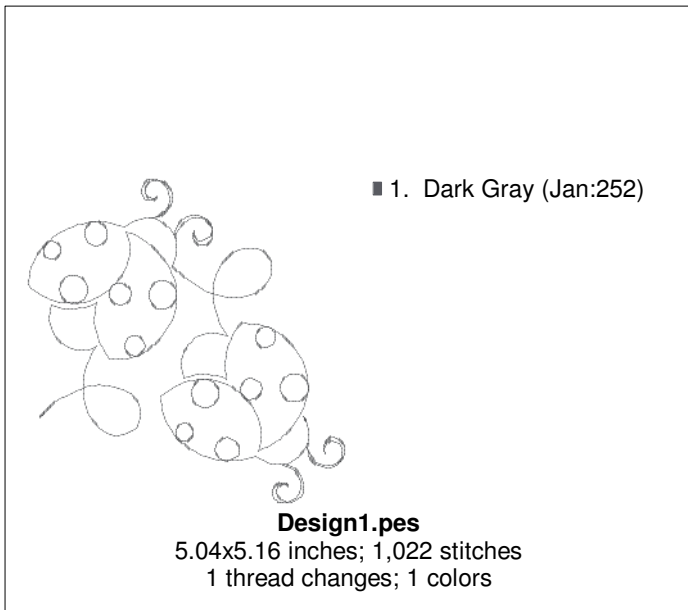 1. Dark Gray (Jan:252)
Design1.pes
5.04x5.16 inches; 1,022 stitches
1 thread changes; 1 colors